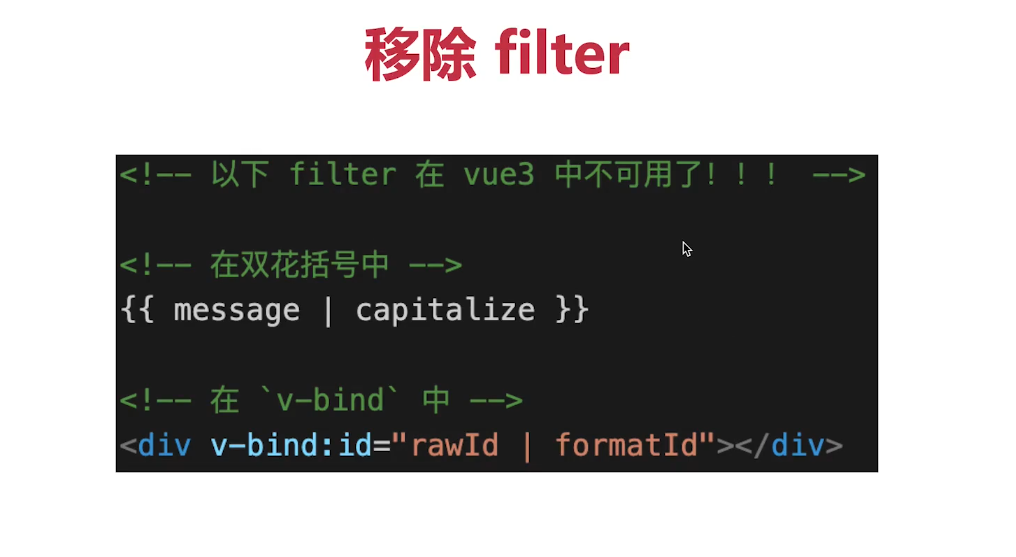 移除 filter
<!-- 以下 filter 在 vue3 中不可用了！！！ -->
<!-- 在双花括号中 -->
{{ message | capitalize }}
<!-- 在 `v-bind` 中 -->
<div v-bind:id="rawId | formatId"></div>